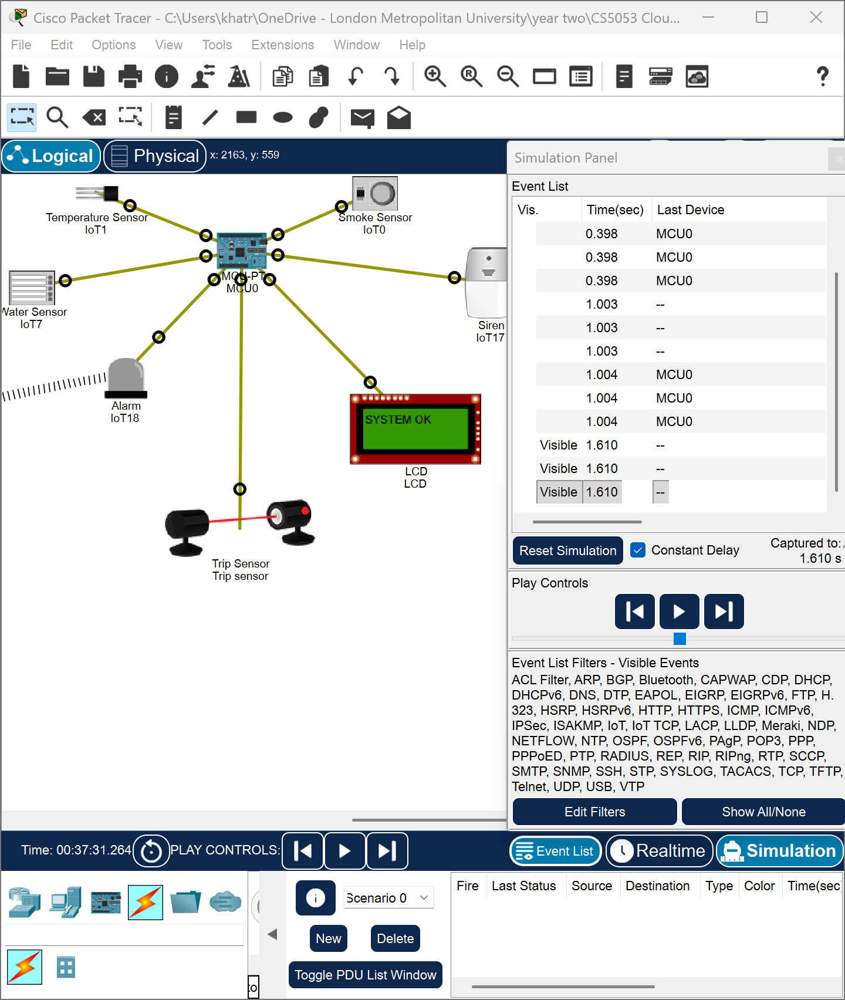 Cisco Packet Tracer - C:\Users\khatr\OneDrive - London Metropolitan University\year two\CS5053 Clou...
File Edit Options View Tools Extensions Window Help
Logical Physical x: 2163, y: 559
Temperature Sensor
IoT1
Smoke Sensor
IoT0
MCU-PT
MCU0
Water Sensor
IoT7
Siren
IoT17
Alarm
IoT18
SYSTEM OK
LCD
LCD
Trip Sensor
Trip sensor
Simulation Panel
Event List
Vis. Time(sec) Last Device
0.398 MCU0
0.398 MCU0
0.398 MCU0
1.003 --
1.003 --
1.003 --
1.004 MCU0
1.004 MCU0
1.004 MCU0
Visible 1.610 --
Visible 1.610 --
Visible 1.610 --
Reset Simulation Constant Delay Captured to:
1.610 s
Play Controls
Event List Filters - Visible Events
ACL Filter, ARP, BGP, Bluetooth, CAPWAP, CDP, DHCP,
DHCPv6, DNS, DTP, EAPOL, EIGRP, EIGRPv6, FTP, H.
323, HSRP, HSRPv6, HTTP, HTTPS, ICMP, ICMPv6,
IPSec, ISAKMP, IoT, IoT TCP, LACP, LLDP, Meraki, NDP,
NETFLOW, NTP, OSPF, OSPFv6, PAgP, POP3, PPP,
PPPoED, PTP, RADIUS, REP, RIP, RIPng, RTP, SCCP,
SMTP, SNMP, SSH, STP, SYSLOG, TACACS, TCP, TFTP,
Telnet, UDP, USB, VTP
Edit Filters Show All/None
Time: 00:37:31.264 PLAY CONTROLS: Event List Realtime Simulation
Scenario 0
New Delete
Toggle PDU List Window
Fire Last Status Source Destination Type Color Time(sec